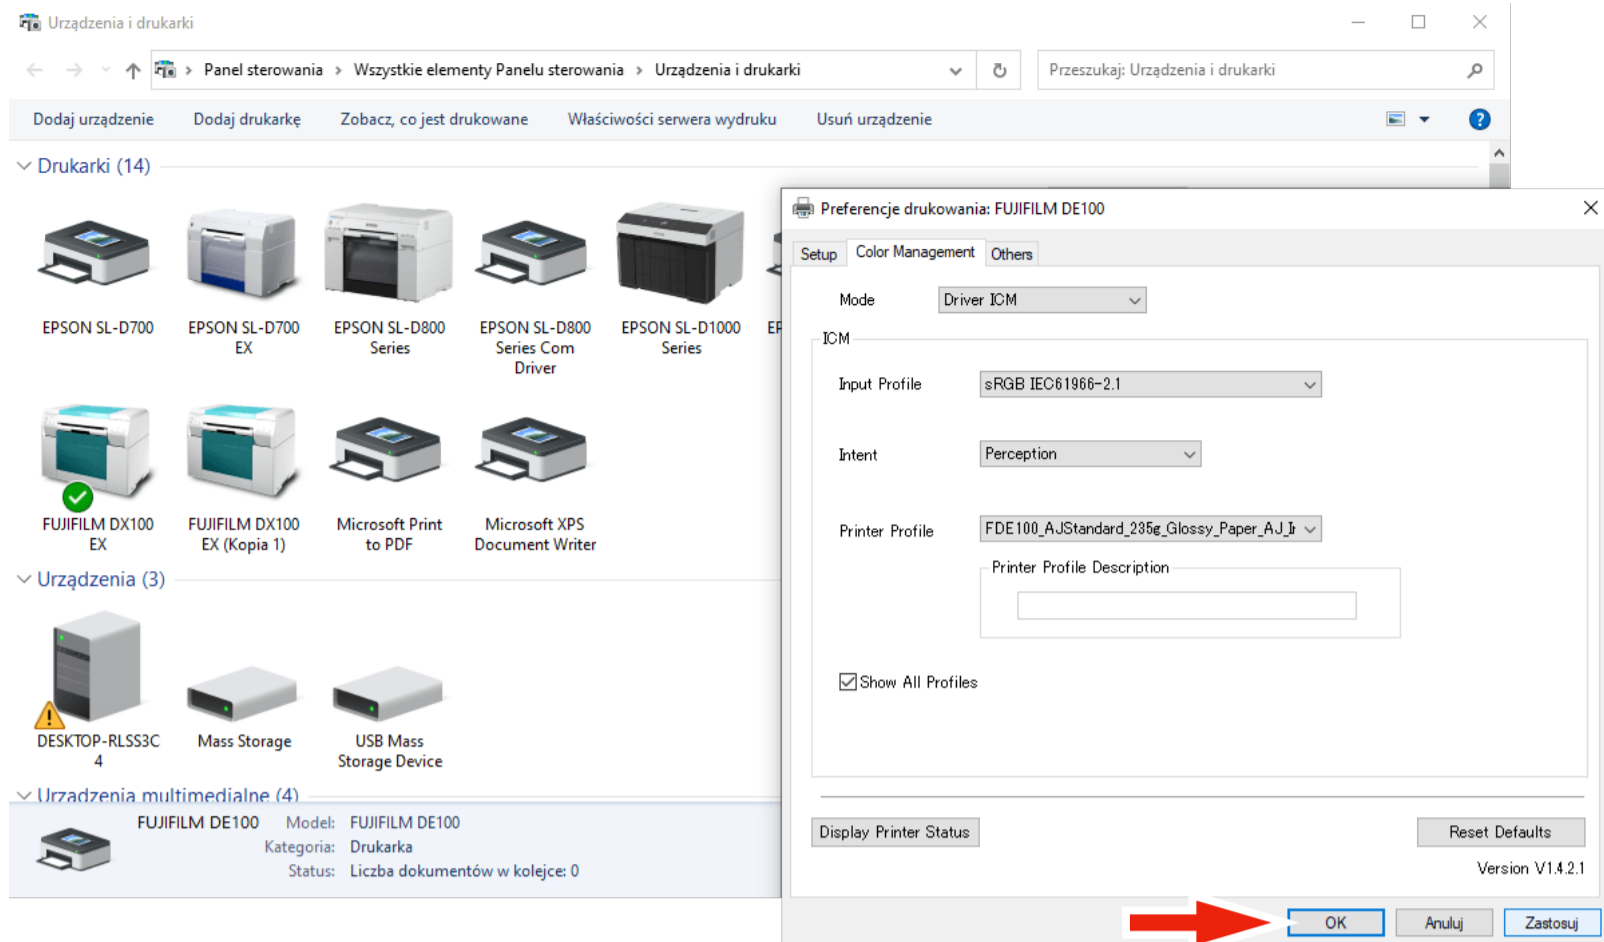 Urządzenia i drukarki
Panel sterowania > Wszystkie elementy Panelu sterowania > Urządzenia i drukarki
Przeszukaj: Urządzenia i drukarki
Dodaj urządzenie Dodaj drukarkę Zobacz, co jest drukowane Właściwości serwera wydruku Usuń urządzenie
Drukarki (14)
EPSON SL-D700
EPSON SL-D700
EX
EPSON SL-D800
Series
EPSON SL-D800
Series Com
Driver
EPSON SL-D1000
Series
FUJIFILM DX100
EX
FUJIFILM DX100
EX (Kopia 1)
Microsoft Print
to PDF
Microsoft XPS
Document Writer
Urządzenia (3)
DESKTOP-RLSS3C
4
Mass Storage
USB Mass
Storage Device
Urządzenia multimedialne (4)
FUJIFILM DE100
Model: FUJIFILM DE100
Kategoria: Drukarka
Status: Liczba dokumentów w kolejce: 0
Preferencje drukowania: FUJIFILM DE100
Setup Color Management Others
Mode Driver ICM
ICM
Input Profile sRGB IEC61966-2.1
Intent Perception
Printer Profile FDE100_AJStandard_235g_Glossy_Paper_AJ_
Printer Profile Description
Show All Profiles
Display Printer Status
Reset Defaults
Version V1.4.2.1
OK Anuluj Zastosuj